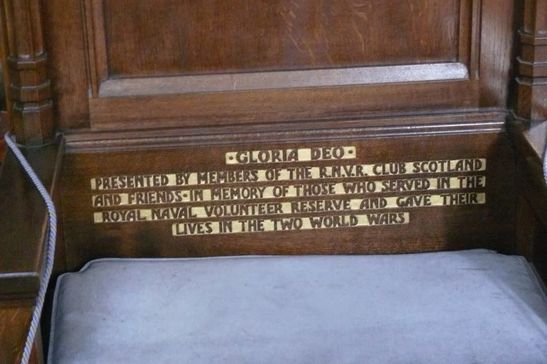 ·GLORIA DEO·
PRESENTED BY MEMBERS OF THE R.N.V.R. CLUB SCOTLAND
AND FRIENDS·IN MEMORY OF THOSE WHO SERVED IN THE
ROYAL NAVAL VOLUNTEER RESERVE AND GAVE THEIR
LIVES IN THE TWO WORLD WARS